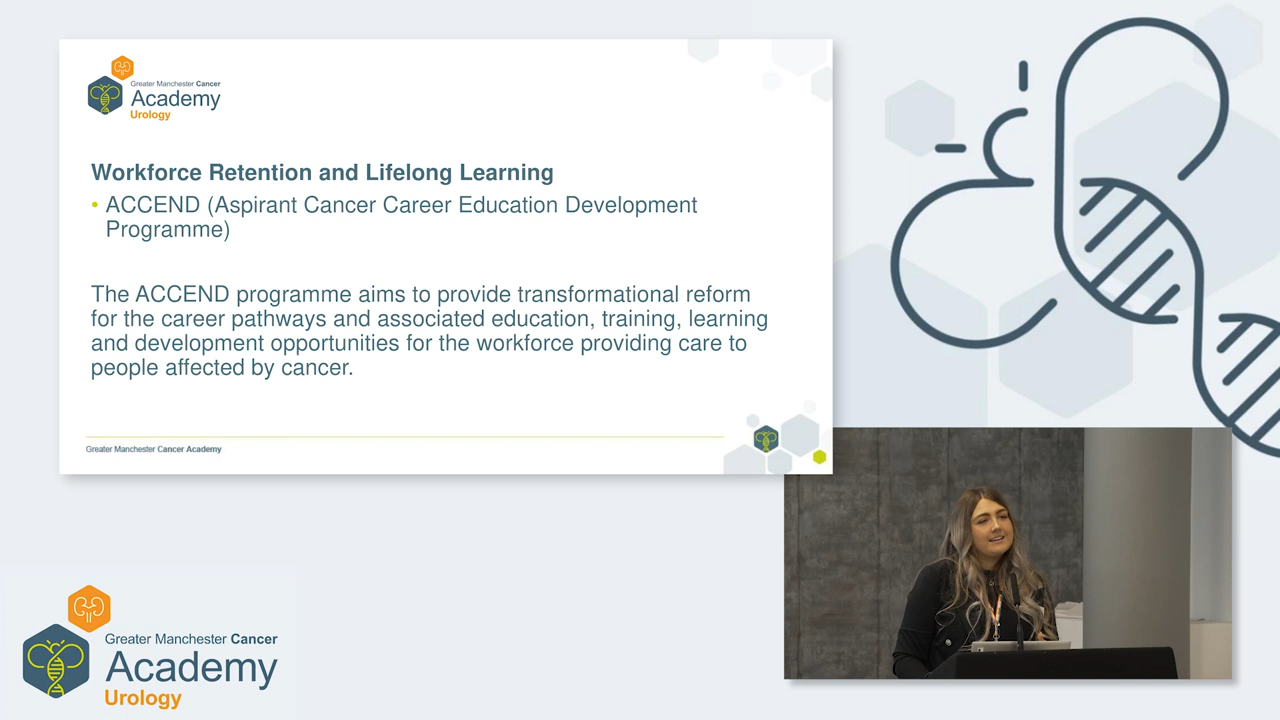 Greater Manchester Cancer
Academy
Urology
Workforce Retention and Lifelong Learning
• ACCEND (Aspirant Cancer Career Education Development
Programme)
The ACCEND programme aims to provide transformational reform
for the career pathways and associated education, training, learning
and development opportunities for the workforce providing care to
people affected by cancer.
Greater Manchester Cancer Academy
Greater Manchester Cancer
Academy
Urology